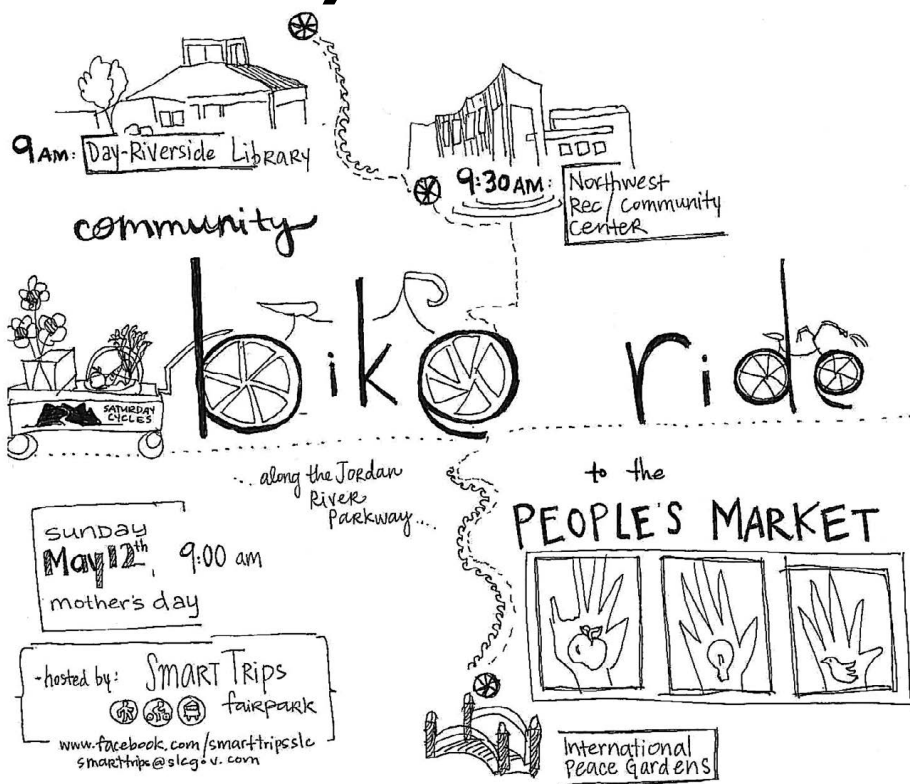 9AM: Day-Riverside Library
9:30AM:
Northwest
Rec/Community
Center
community
bike ride
SATURDAY
CYCLES
... along the Jordan
River
Parkway...
to the
PEOPLE'S MARKET
sunday
May 12th, 9:00 am
mother's day
-hosted by: Smart Trips
fairpark
www.facebook.com/smarttripsslc
smarttrips@slcgov.com
International
Peace Gardens